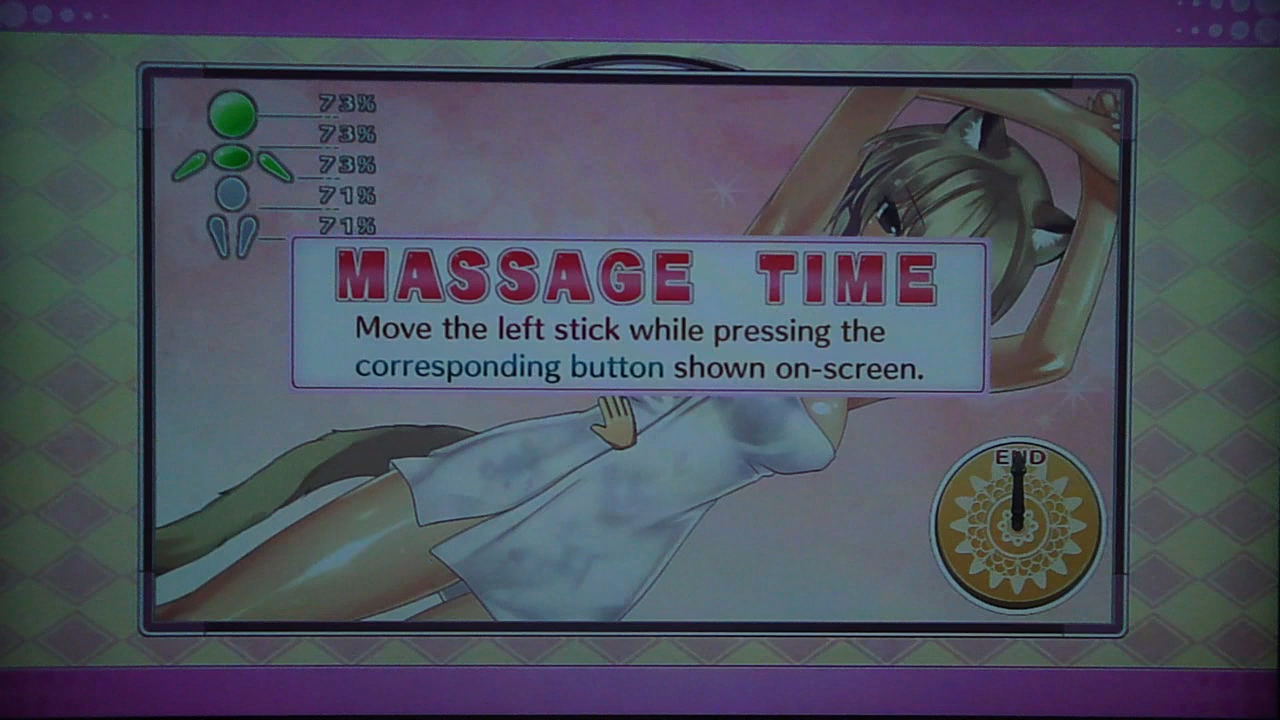 73%
73%
73%
71%
71%
MASSAGE TIME
Move the left stick while pressing the
corresponding button shown on-screen.
END